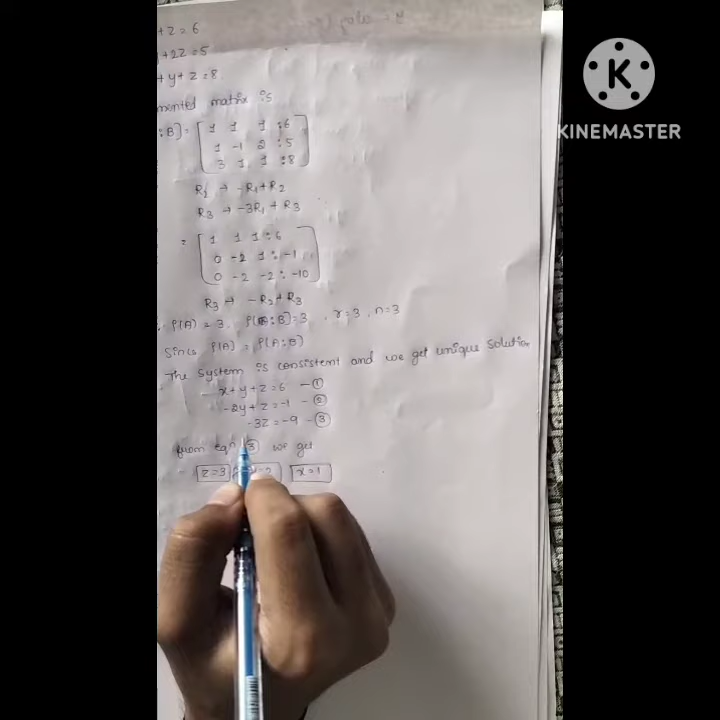 + z = 6
+ 2z = 5
+ y + z = 8
mented matrix is
:B] = [ 1 1 1 : 6
1 -1 2 : 5
3 1 1 : 8 ]
R2 → -R1 + R2
R3 → -3R1 + R3
= [ 1 1 1 : 6
0 -2 1 : -1
0 -2 -2 : -10 ]
R3 → -R2 + R3
∴ ρ(A) = 3, ρ[A:B] = 3, r = 3, n = 3
Since ρ(A) = ρ(A:B)
The system is consistent and we get unique solution
x + y + z = 6 — ①
-2y + z = -1 — ②
-3z = -9 — ③
from eqn ③ we get
z = 3 x = 1
KINEMASTER